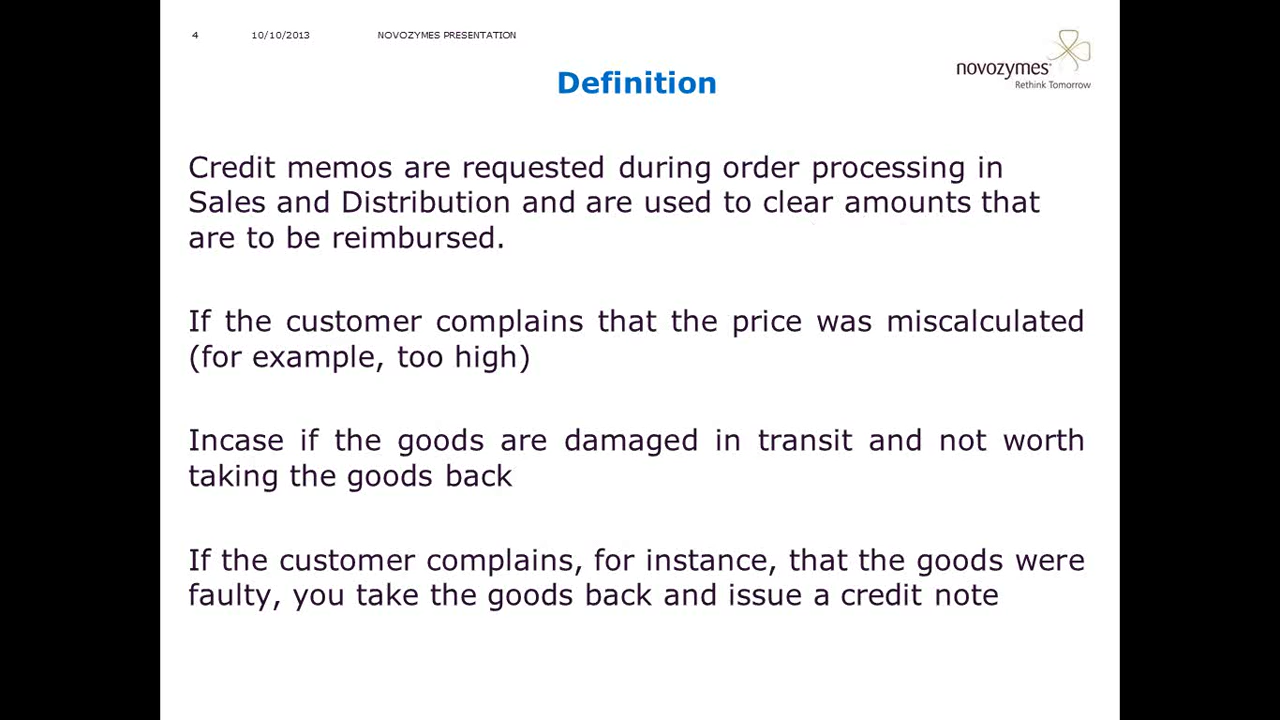 4 10/10/2013 NOVOZYMES PRESENTATION
novozymes
Rethink Tomorrow
Definition
Credit memos are requested during order processing in
Sales and Distribution and are used to clear amounts that
are to be reimbursed.
If the customer complains that the price was miscalculated
(for example, too high)
Incase if the goods are damaged in transit and not worth
taking the goods back
If the customer complains, for instance, that the goods were
faulty, you take the goods back and issue a credit note